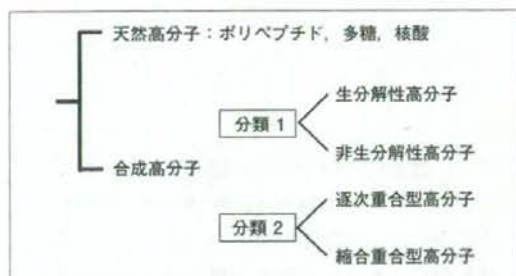 天然高分子：ポリペプチド，多糖，核酸
生分解性高分子
分類 1
非生分解性高分子
合成高分子
逐次重合型高分子
分類 2
縮合重合型高分子